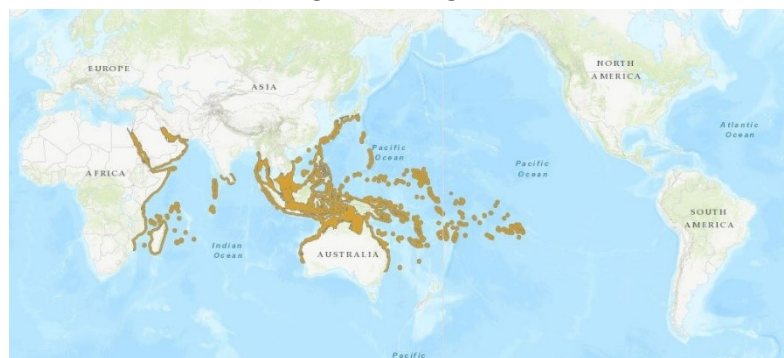 EUROPE
ASIA
NORTH
AMERICA
Atlantic
Ocean
Pacific
Ocean
Pacific
Ocean
AFRICA
SOUTH
AMERICA
Indian
Ocean
AUSTRALIA
Pacific